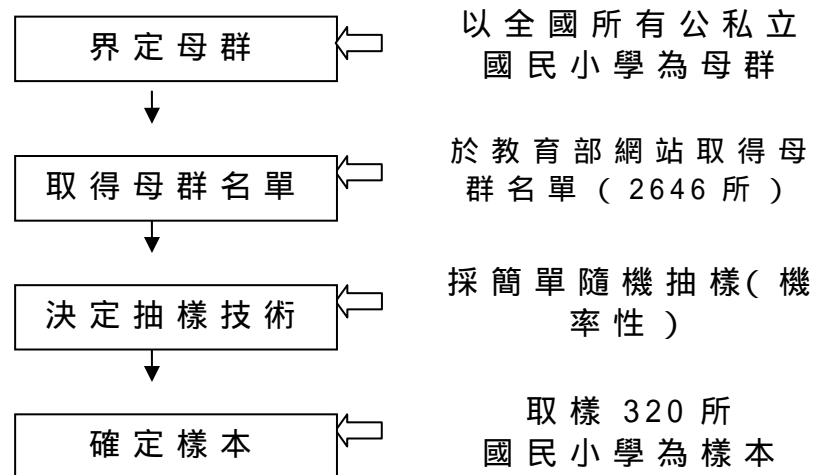 界定母群
以全國所有公私立
國民小學為母群
取得母群名單
於教育部網站取得母
群名單（2646所）
決定抽樣技術
採簡單隨機抽樣(機
率性）
確定樣本
取樣 320 所
國民小學為樣本